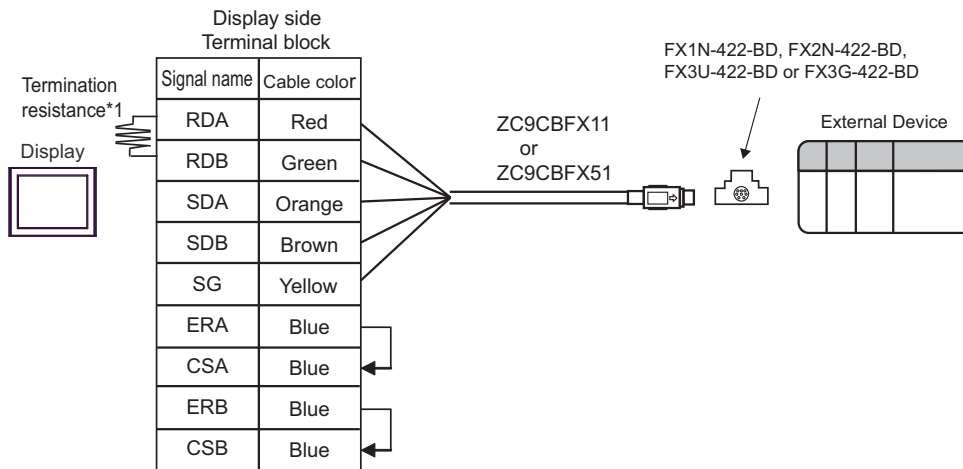 Display side
Terminal block
FX1N-422-BD, FX2N-422-BD,
FX3U-422-BD or FX3G-422-BD
Termination
resistance*1
Display
Signal name Cable color
RDA Red
RDB Green
SDA Orange
SDB Brown
SG Yellow
ERA Blue
CSA Blue
ERB Blue
CSB Blue
ZC9CBFX11
or
ZC9CBFX51
External Device